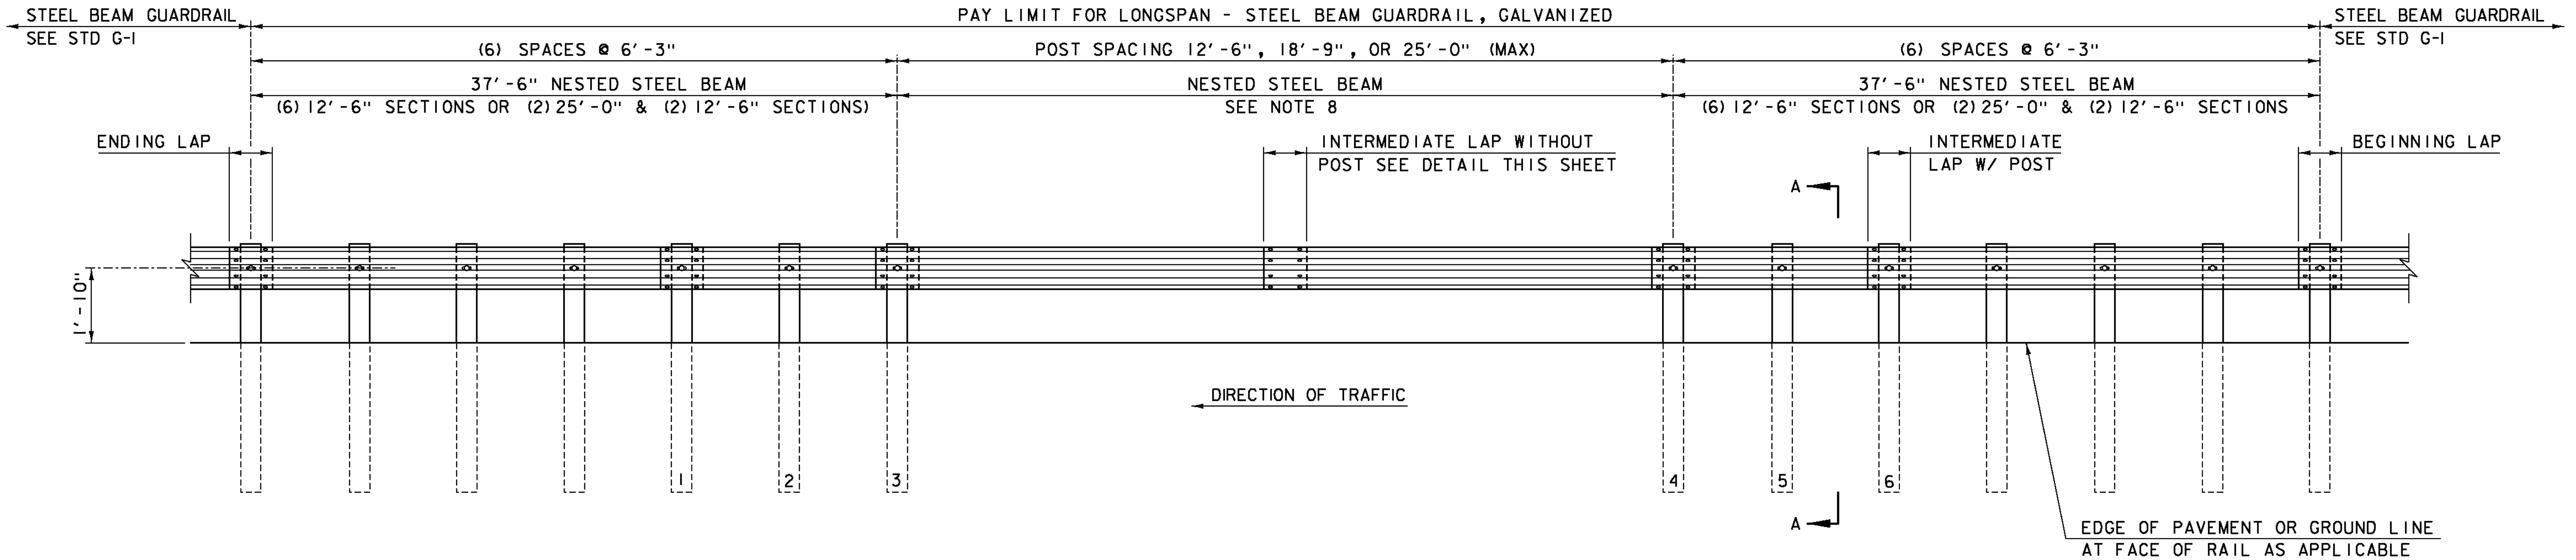 STEEL BEAM GUARDRAIL
SEE STD G-1
PAY LIMIT FOR LONGSPAN - STEEL BEAM GUARDRAIL, GALVANIZED
STEEL BEAM GUARDRAIL
SEE STD G-1
(6) SPACES @ 6'-3"
POST SPACING 12'-6", 18'-9", OR 25'-0" (MAX)
(6) SPACES @ 6'-3"
37'-6" NESTED STEEL BEAM
(6) 12'-6" SECTIONS OR (2) 25'-0" & (2) 12'-6" SECTIONS)
NESTED STEEL BEAM
SEE NOTE 8
37'-6" NESTED STEEL BEAM
(6) 12'-6" SECTIONS OR (2) 25'-0" & (2) 12'-6" SECTIONS
ENDING LAP
INTERMEDIATE LAP WITHOUT
POST SEE DETAIL THIS SHEET
INTERMEDIATE
LAP W/ POST
BEGINNING LAP
A
1'-10"
DIRECTION OF TRAFFIC
1
2
3
4
5
6
A
EDGE OF PAVEMENT OR GROUND LINE
AT FACE OF RAIL AS APPLICABLE